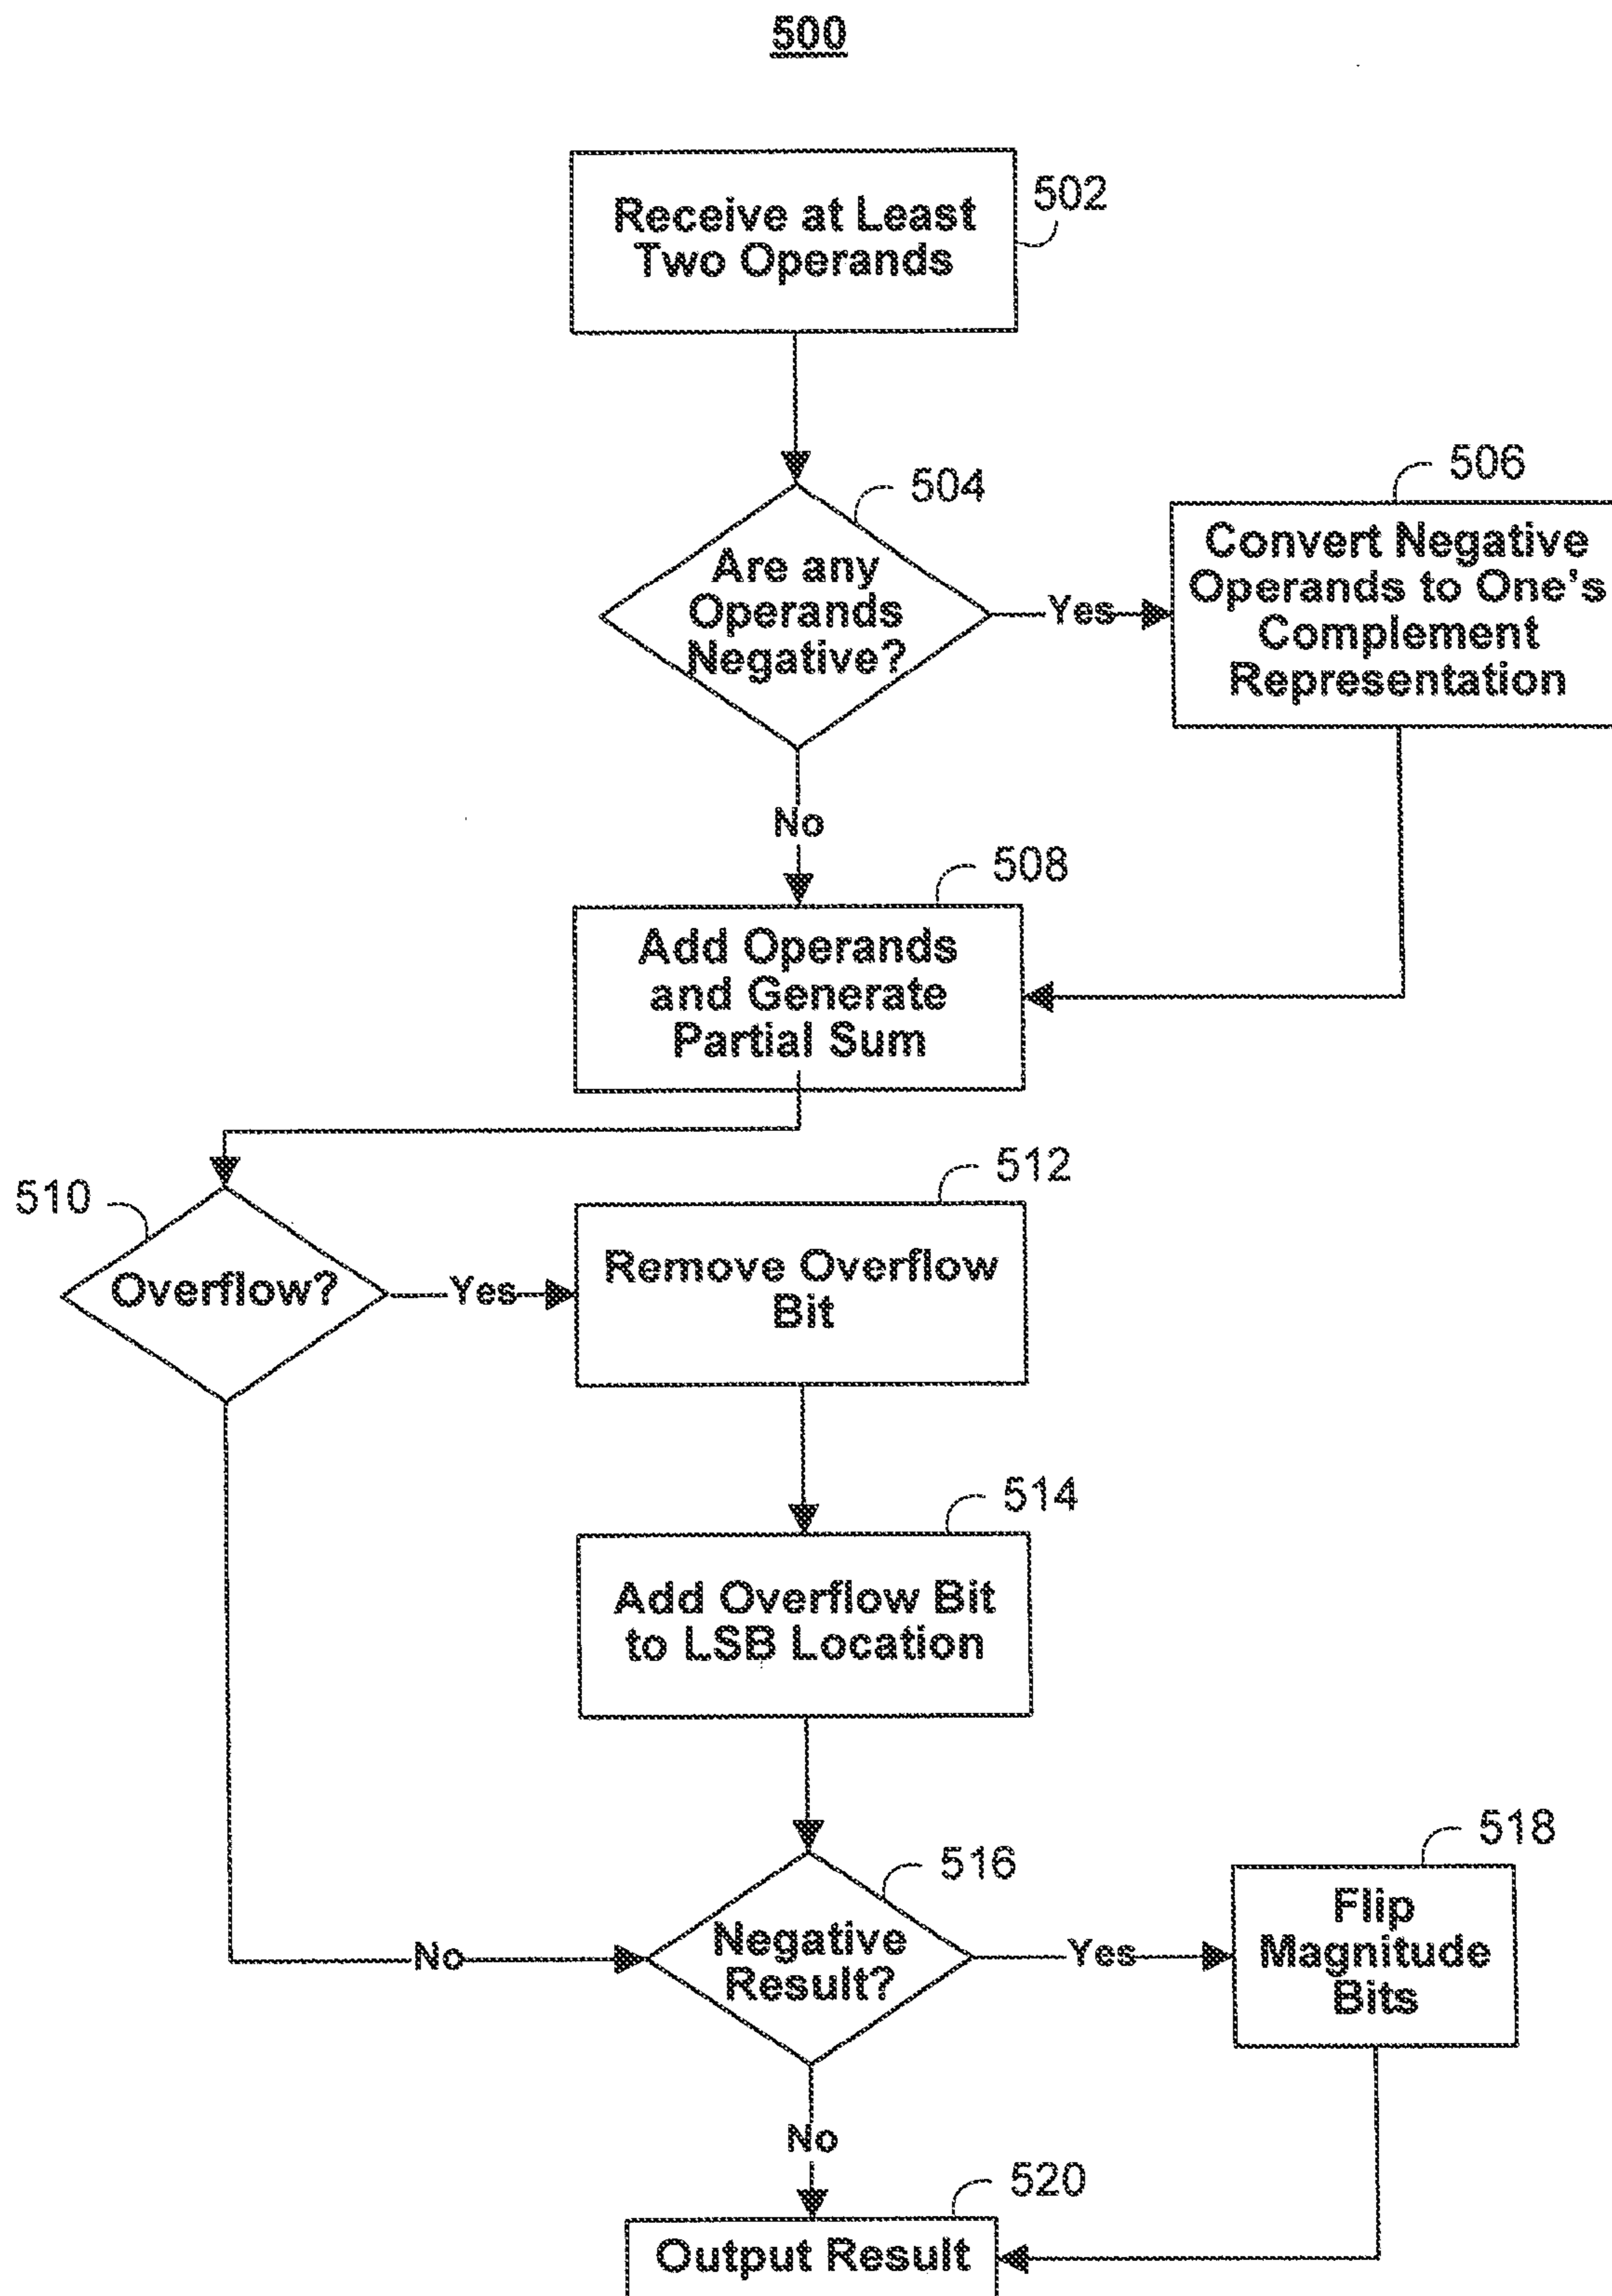 500
Receive at Least
Two Operands
502
504
Are any
Operands
Negative?
Yes
506
Convert Negative
Operands to One's
Complement
Representation
No
508
Add Operands
and Generate
Partial Sum
510
Overflow?
Yes
512
Remove Overflow
Bit
514
Add Overflow Bit
to LSB Location
516
Negative
Result?
No
Yes
518
Flip
Magnitude
Bits
No
520
Output Result